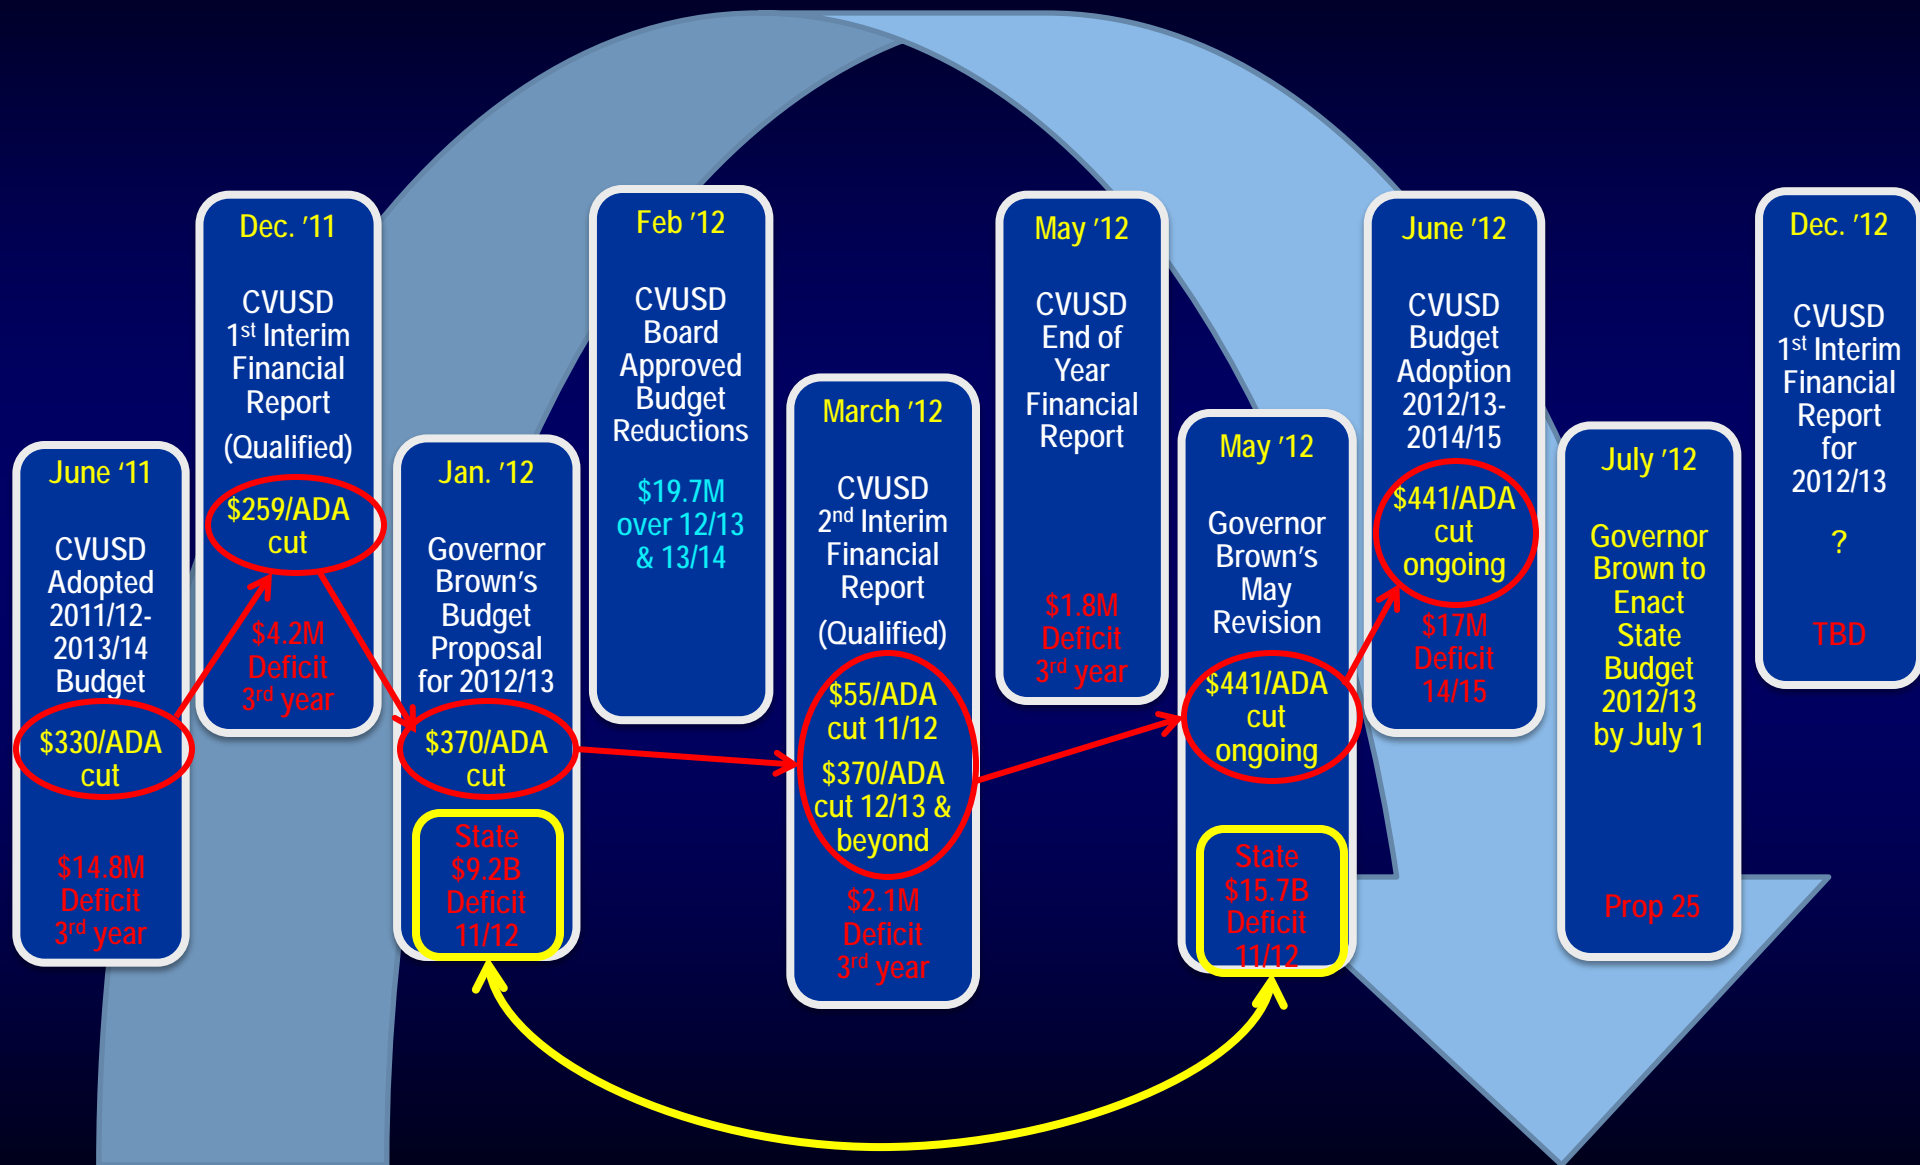 June ‘11
CVUSD
Adopted
2011/12-
2013/14
Budget
$330/ADA
cut
$14.8M
Deficit
3rd year
Dec. ’11
CVUSD
1st Interim
Financial
Report
(Qualified)
$259/ADA
cut
$4.2M
Deficit
3rd year
Jan. ’12
Governor
Brown’s
Budget
Proposal
for 2012/13
$370/ADA
cut
State
$9.2B
Deficit
11/12
Feb ’12
CVUSD
Board
Approved
Budget
Reductions
$19.7M
over 12/13
& 13/14
March ’12
CVUSD
2nd Interim
Financial
Report
(Qualified)
$55/ADA
cut 11/12
$370/ADA
cut 12/13 &
beyond
$2.1M
Deficit
3rd year
May ’12
CVUSD
End of
Year
Financial
Report
$1.8M
Deficit
3rd year
May ’12
Governor
Brown’s
May
Revision
$441/ADA
cut
ongoing
State
$15.7B
Deficit
11/12
June ’12
CVUSD
Budget
Adoption
2012/13-
2014/15
$441/ADA
cut
ongoing
$17M
Deficit
14/15
July ’12
Governor
Brown to
Enact
State
Budget
2012/13
by July 1
Prop 25
Dec. ’12
CVUSD
1st Interim
Financial
Report
for
2012/13
?
TBD